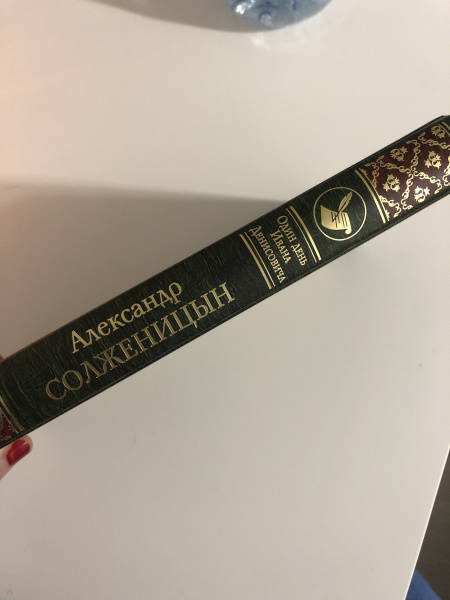 Александр
СОЛЖЕНИЦЫН
Один день
Ивана
Денисовича